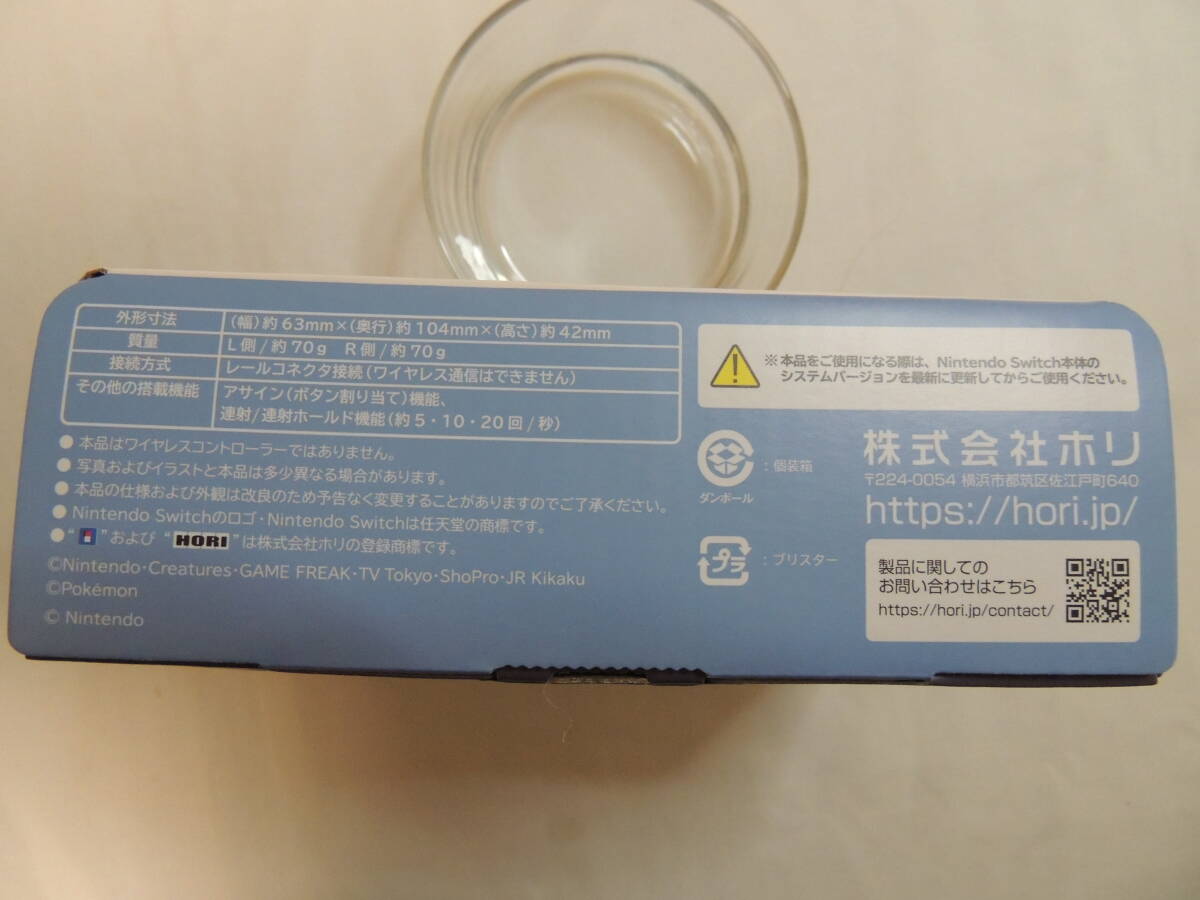 外形寸法 (幅)約63mm×(奥行)約104mm×(高さ)約42mm
質量 L側/約70g R側/約70g
接続方式 レールコネクタ接続(ワイヤレス通信はできません)
その他の搭載機能 アサイン(ボタン割り当て)機能、
連射/連射ホールド機能(約5・10・20回/秒)
●本品はワイヤレスコントローラーではありません。
●写真およびイラストと本品は多少異なる場合があります。
●本品の仕様および外観は改良のため予告なく変更することがありますのでご了承ください。
●Nintendo Switchのロゴ・Nintendo Switchは任天堂の商標です。
●“ ”および “HORI”は株式会社ホリの登録商標です。
©Nintendo・Creatures・GAME FREAK・TV Tokyo・ShoPro・JR Kikaku
©Pokémon
© Nintendo
※本品をご使用になる際は、Nintendo Switch本体の
システムバージョンを最新に更新してからご使用ください。
:個装箱
ダンボール
プラ
:ブリスター
株式会社ホリ
〒224-0054 横浜市都筑区佐江戸町640
https://hori.jp/
製品に関しての
お問い合わせはこちら
https://hori.jp/contact/